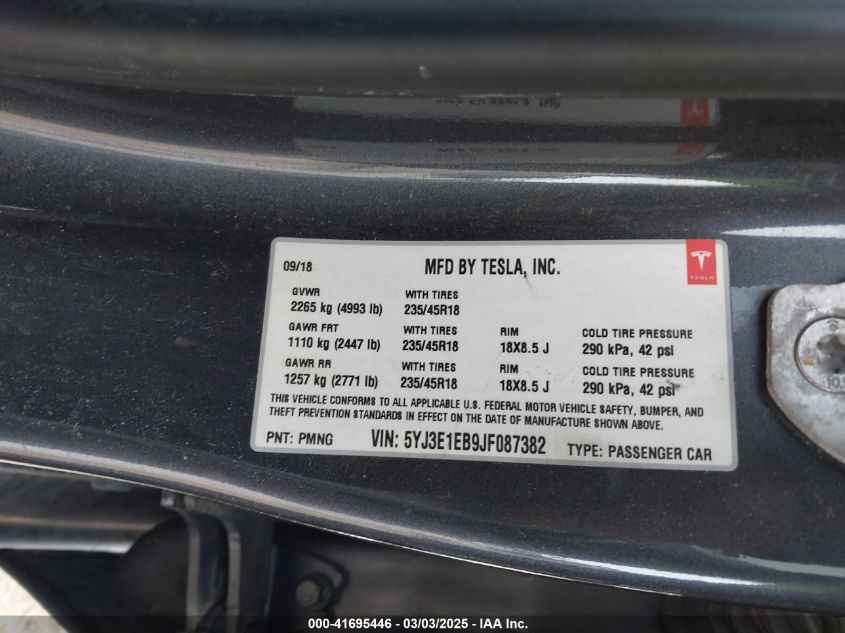 09/18 MFD BY TESLA, INC.
TESLA
GVWR WITH TIRES
2265 kg (4993 lb) 235/45R18
GAWR FRT WITH TIRES RIM COLD TIRE PRESSURE
1110 kg (2447 lb) 235/45R18 18X8.5 J 290 kPa, 42 psi
GAWR RR WITH TIRES RIM COLD TIRE PRESSURE
1257 kg (2771 lb) 235/45R18 18X8.5 J 290 kPa, 42 psi
THIS VEHICLE CONFORMS TO ALL APPLICABLE U.S. FEDERAL MOTOR VEHICLE SAFETY, BUMPER, AND
THEFT PREVENTION STANDARDS IN EFFECT ON THE DATE OF MANUFACTURE SHOWN ABOVE.
PNT: PMNG VIN: 5YJ3E1EB9JF087382 TYPE: PASSENGER CAR
000-41695446 - 03/03/2025 - IAA Inc.